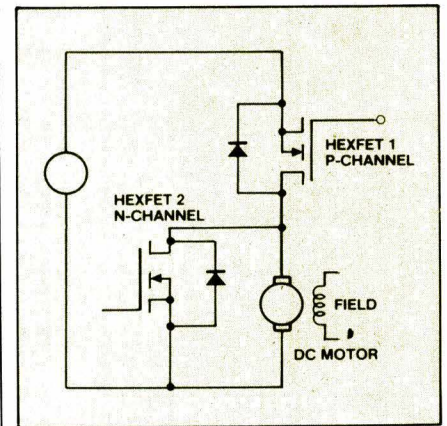 HEXFET 1
P-CHANNEL
HEXFET 2
N-CHANNEL
FIELD
DC MOTOR